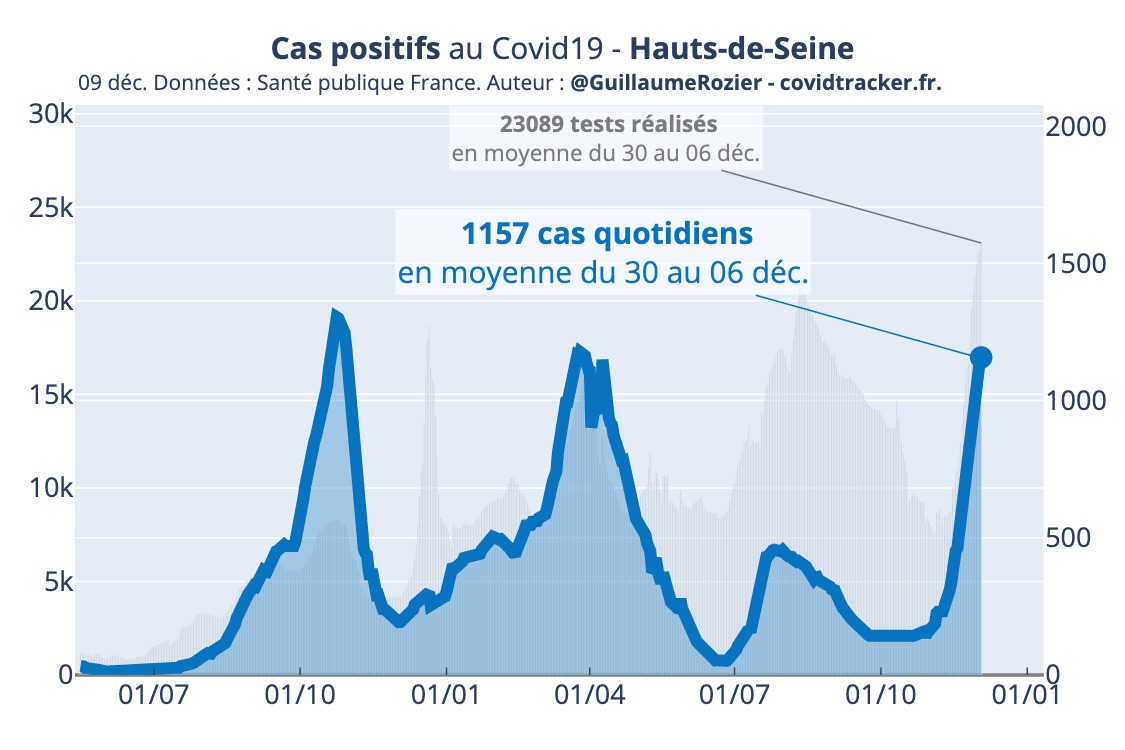 Cas positifs au Covid19 - Hauts-de-Seine
09 déc. Données : Santé publique France. Auteur : @GuillaumeRozier - covidtracker.fr.
30k
25k
20k
15k
10k
5k
0
23089 tests réalisés
en moyenne du 30 au 06 déc.
1157 cas quotidiens
en moyenne du 30 au 06 déc.
2000
1500
1000
500
0
01/07
01/10
01/01
01/04
01/07
01/10
01/01